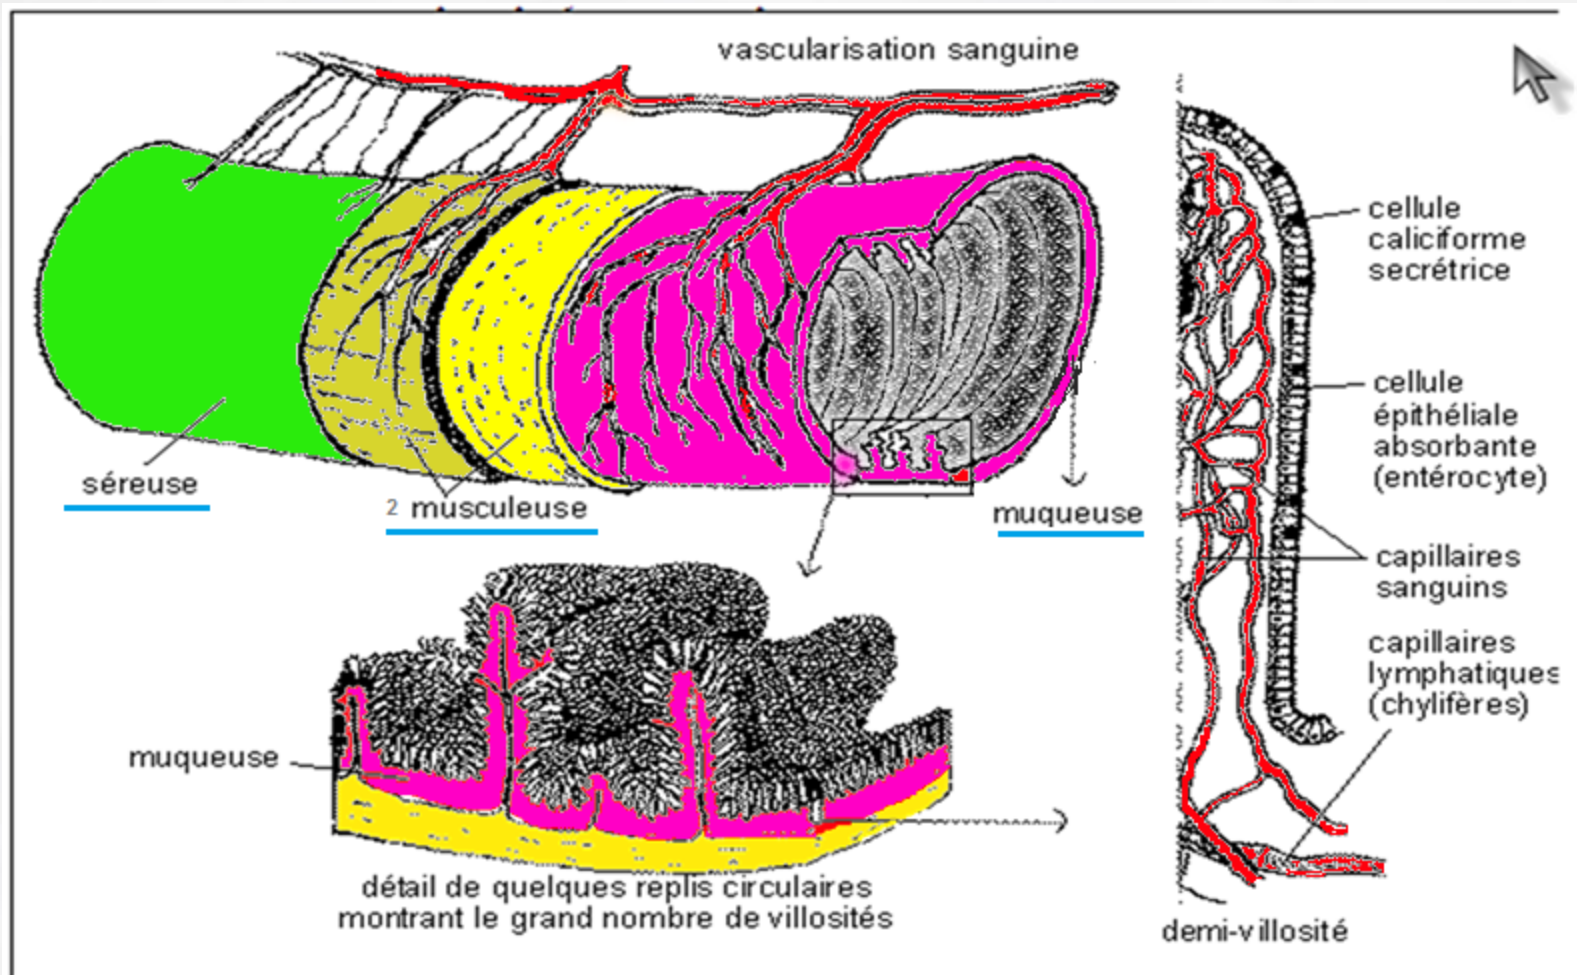 vascularisation sanguine
cellule
caliciforme
secrétrice
cellule
épithéliale
absorbante
(entérocyte)
séreuse
2 musculeuse
muqueuse
capillaires
sanguins
capillaires
lymphatiques
(chylifères)
muqueuse
détail de quelques replis circulaires
montrant le grand nombre de villosités
demi-villosité